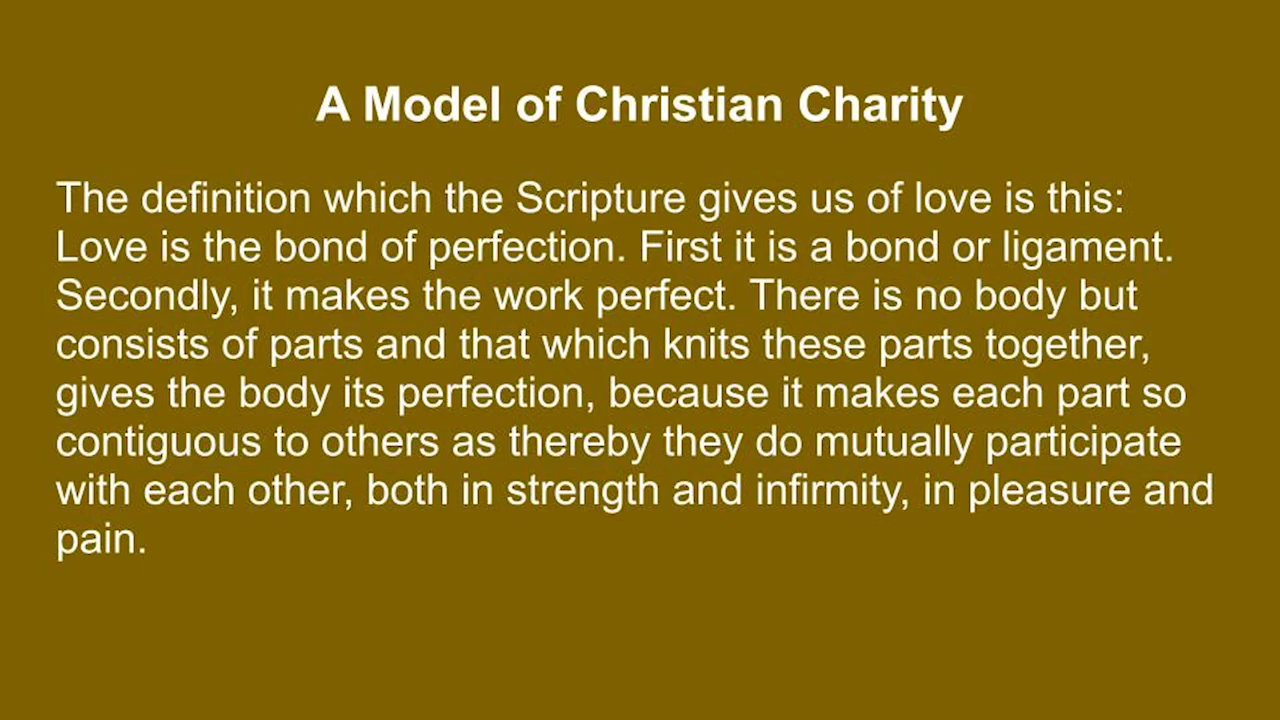 A Model of Christian Charity
The definition which the Scripture gives us of love is this:
Love is the bond of perfection. First it is a bond or ligament.
Secondly, it makes the work perfect. There is no body but
consists of parts and that which knits these parts together,
gives the body its perfection, because it makes each part so
contiguous to others as thereby they do mutually participate
with each other, both in strength and infirmity, in pleasure and
pain.